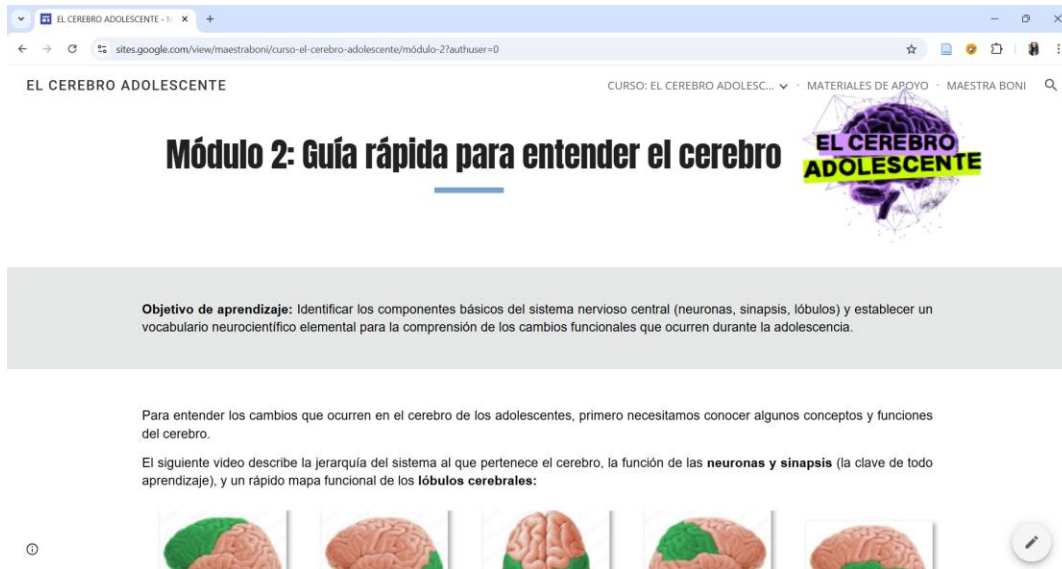 EL CEREBRO ADOLESCENTE - M
sites.google.com/view/maestraboni/curso-el-cerebro-adolescente/módulo-2?authuser=0
EL CEREBRO ADOLESCENTE
CURSO: EL CEREBRO ADOLESC... · MATERIALES DE APOYO · MAESTRA BONI
Módulo 2: Guía rápida para entender el cerebro
EL CEREBRO
ADOLESCENTE
Objetivo de aprendizaje: Identificar los componentes básicos del sistema nervioso central (neuronas, sinapsis, lóbulos) y establecer un
vocabulario neurocientífico elemental para la comprensión de los cambios funcionales que ocurren durante la adolescencia.
Para entender los cambios que ocurren en el cerebro de los adolescentes, primero necesitamos conocer algunos conceptos y funciones
del cerebro.
El siguiente video describe la jerarquía del sistema al que pertenece el cerebro, la función de las neuronas y sinapsis (la clave de todo
aprendizaje), y un rápido mapa funcional de los lóbulos cerebrales: